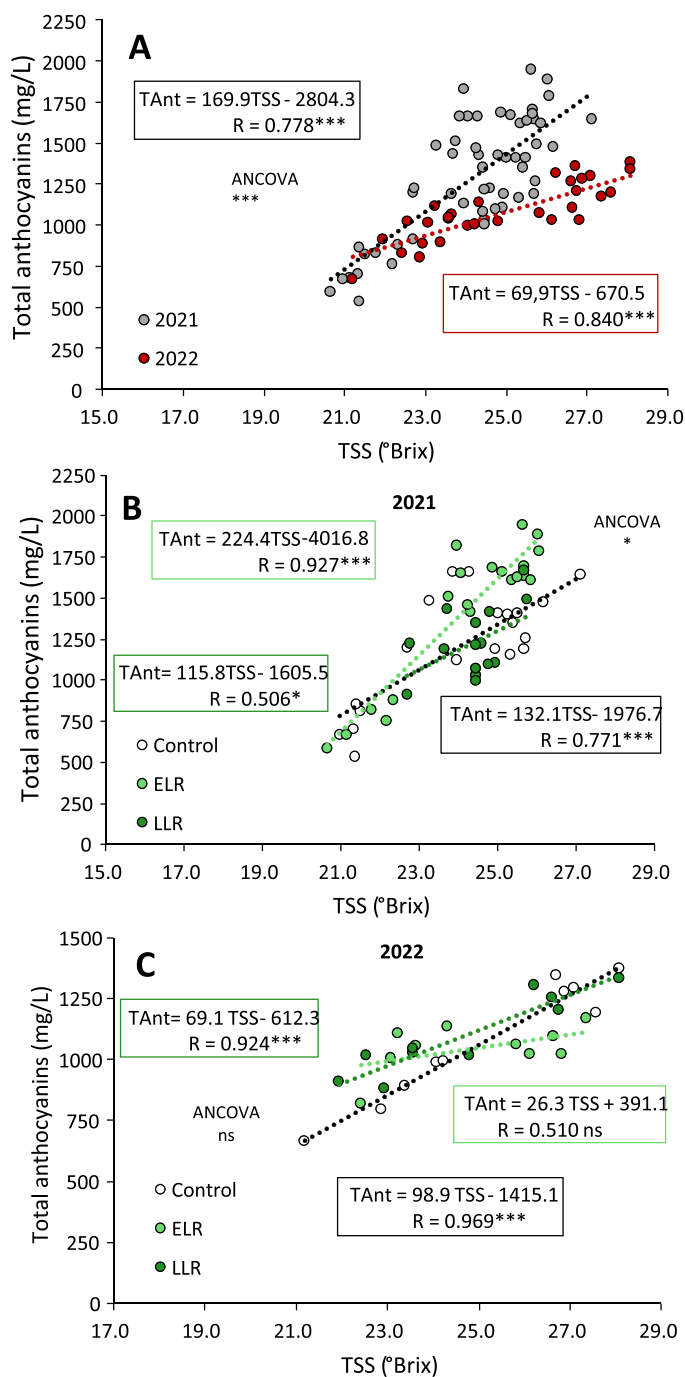 A
Total anthocyanins (mg/L)
2250
2000
1750
1500
1250
1000
750
500
250
0
TAnt = 169.9TSS - 2804.3
R = 0.778***
ANCOVA
***
TAnt = 69,9TSS - 670.5
R = 0.840***
2021
2022
15.0 17.0 19.0 21.0 23.0 25.0 27.0 29.0
TSS (°Brix)
B
2021
Total anthocyanins (mg/L)
2250
2000
1750
1500
1250
1000
750
500
250
0
TAnt = 224.4TSS-4016.8
R = 0.927***
ANCOVA
*
TAnt= 115.8TSS- 1605.5
R = 0.506*
TAnt = 132.1TSS- 1976.7
R = 0.771***
Control
ELR
LLR
15.0 17.0 19.0 21.0 23.0 25.0 27.0 29.0
TSS (°Brix)
C
2022
Total anthocyanins (mg/L)
1500
1250
1000
750
500
250
0
TAnt= 69.1 TSS- 612.3
R = 0.924***
ANCOVA
ns
TAnt = 26.3 TSS + 391.1
R = 0.510 ns
TAnt = 98.9 TSS- 1415.1
R = 0.969***
Control
ELR
LLR
17.0 19.0 21.0 23.0 25.0 27.0 29.0
TSS (°Brix)